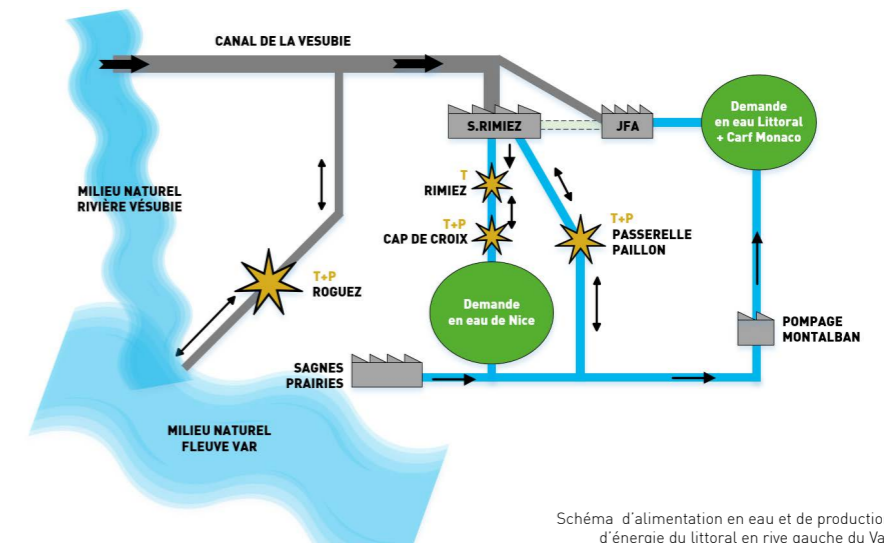 CANAL DE LA VESUBIE
S.RIMIEZ
JFA
Demande
en eau Littoral
+ Carf Monaco
MILIEU NATUREL
RIVIÈRE VÉSUBIE
T
RIMIEZ
T+P
CAP DE CROIX
T+P
PASSERELLE
PAILLON
T+P
ROGUEZ
Demande
en eau de Nice
POMPAGE
MONTALBAN
SAGNES
PRAIRIES
MILIEU NATUREL
FLEUVE VAR
Schéma d'alimentation en eau et de productio
d'énergie du littoral en rive gauche du Va